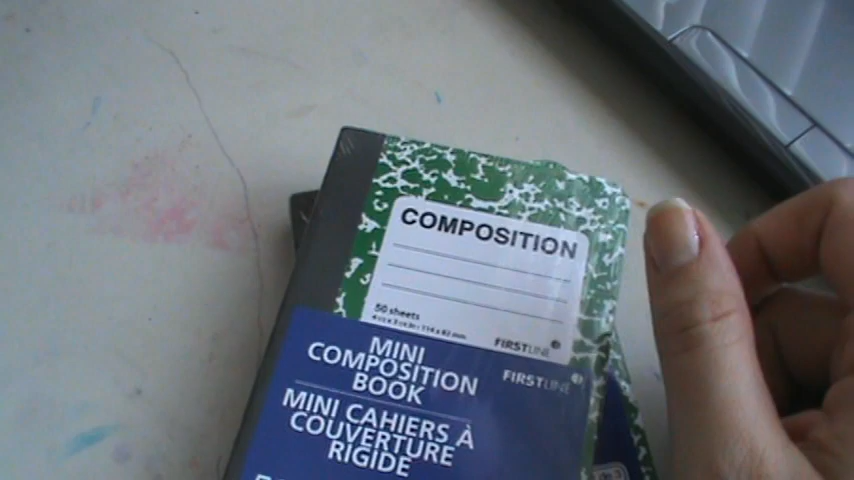 COMPOSITION
50 sheets
FIRSTLINE
MINI
COMPOSITION
BOOK
FIRSTLINE
MINI CAHIERS À
COUVERTURE
RIGIDE